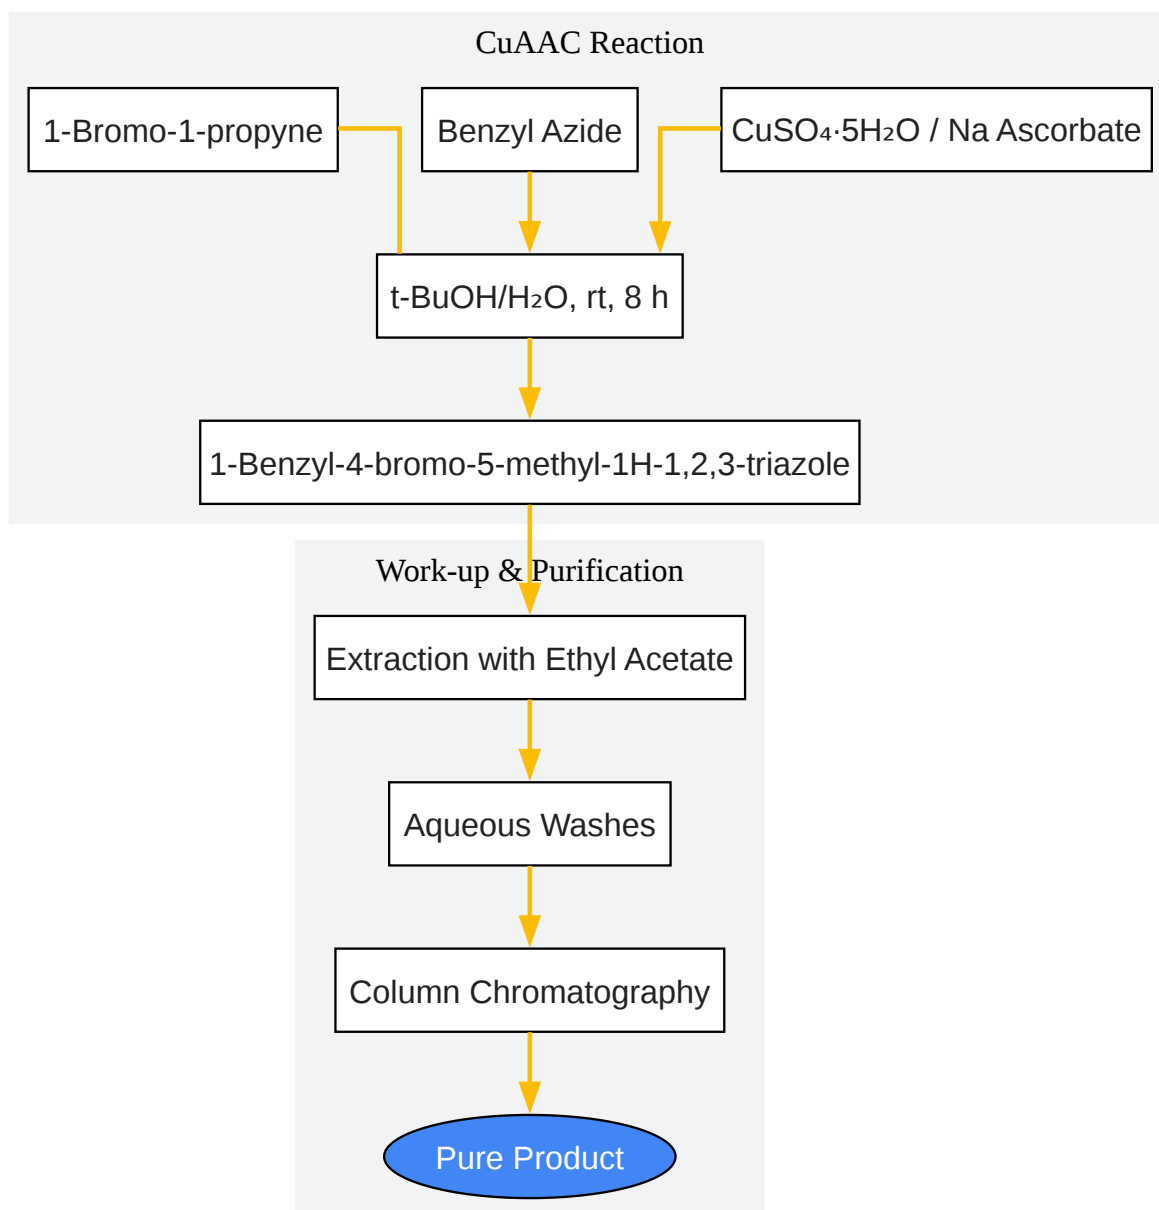 CuAAC Reaction
1-Bromo-1-propyne
Benzyl Azide
CuSO₄·5H₂O / Na Ascorbate
t-BuOH/H₂O, rt, 8 h
1-Benzyl-4-bromo-5-methyl-1H-1,2,3-triazole
Work-up & Purification
Extraction with Ethyl Acetate
Aqueous Washes
Column Chromatography
Pure Product